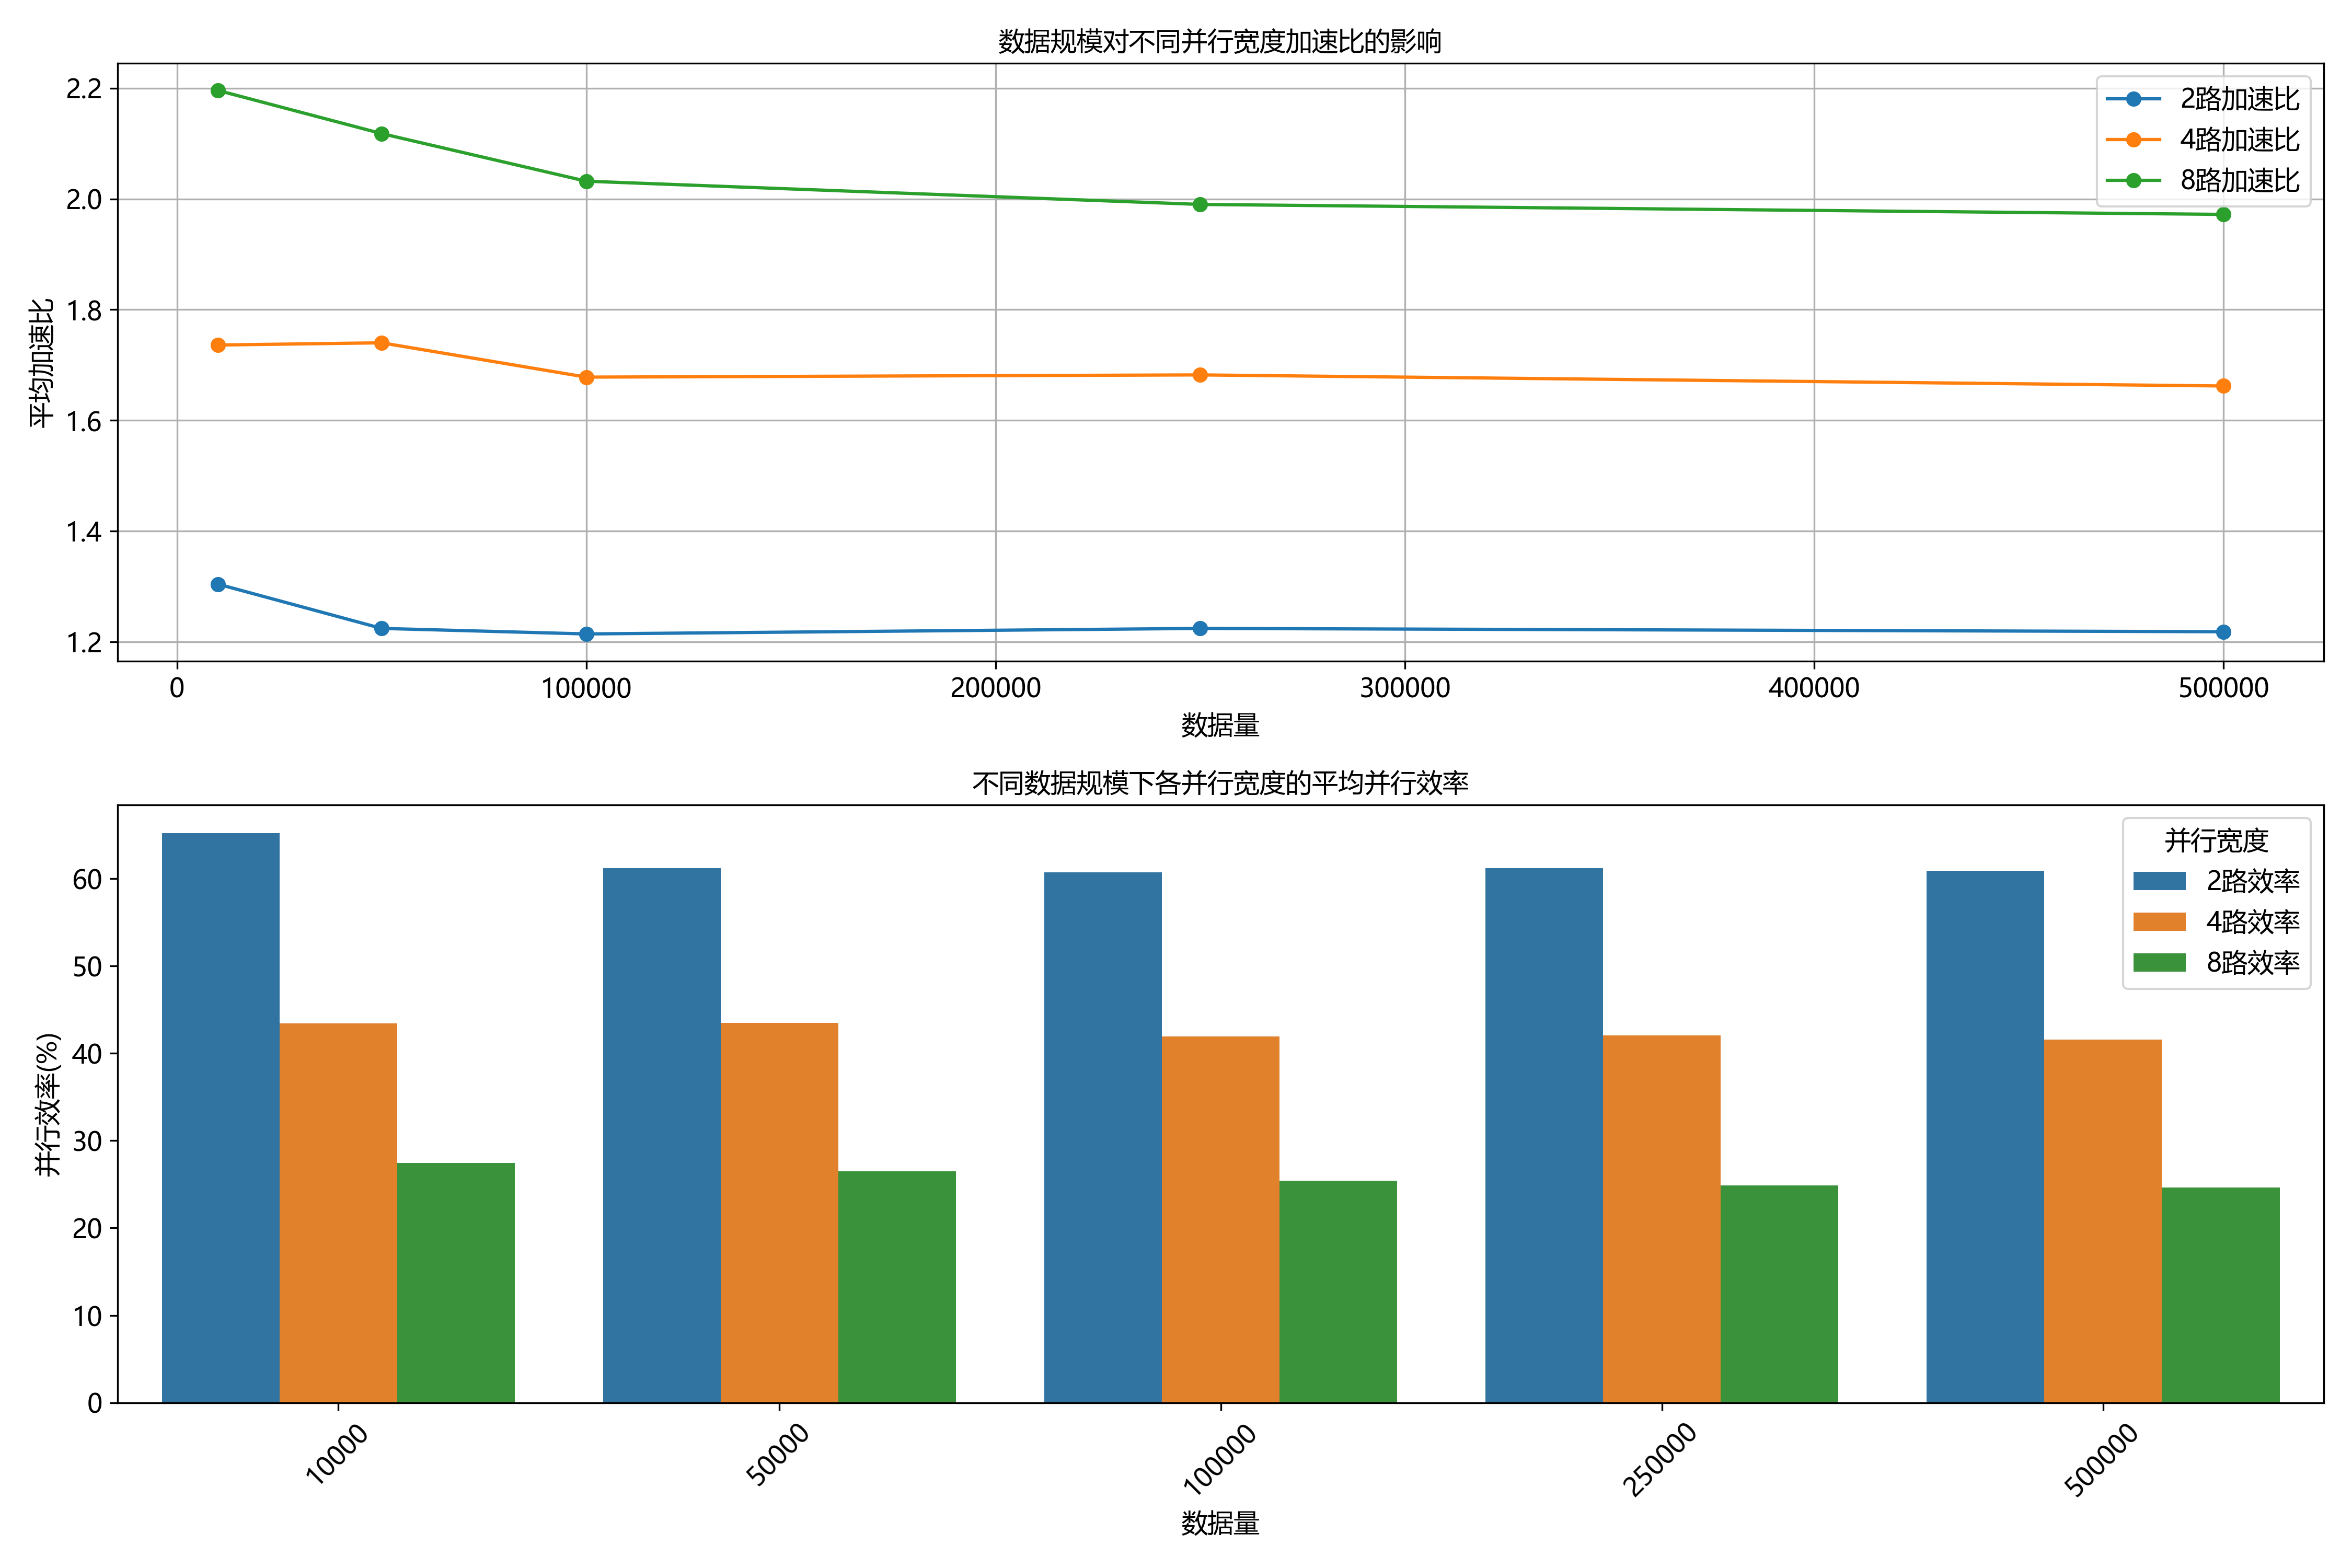 数据规模对不同并行宽度加速比的影响
2.2
2.0
1.8
1.6
1.4
1.2
平均加速比
2路加速比
4路加速比
8路加速比
0 100000 200000 300000 400000 500000
数据量
不同数据规模下各并行宽度的平均并行效率
60
50
40
30
20
10
0
并行效率(%)
并行宽度
2路效率
4路效率
8路效率
10000 50000 100000 250000 500000
数据量